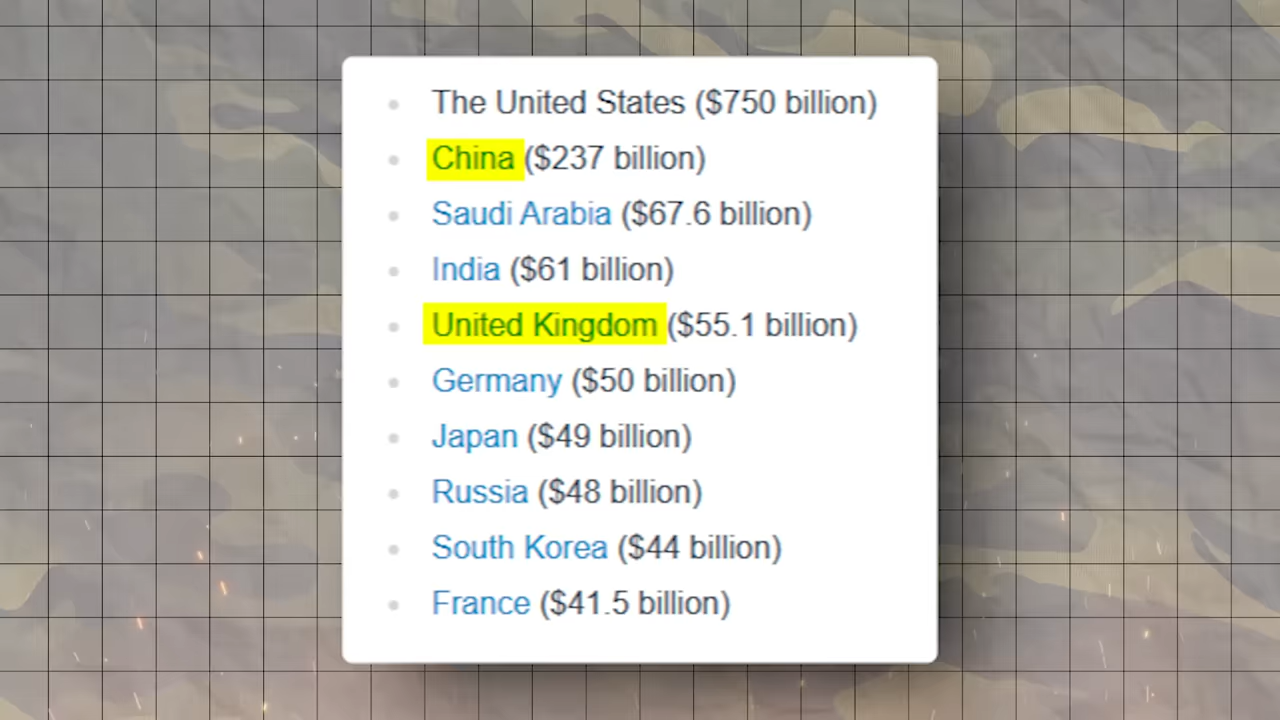 The United States ($750 billion)
China ($237 billion)
Saudi Arabia ($67.6 billion)
India ($61 billion)
United Kingdom ($55.1 billion)
Germany ($50 billion)
Japan ($49 billion)
Russia ($48 billion)
South Korea ($44 billion)
France ($41.5 billion)